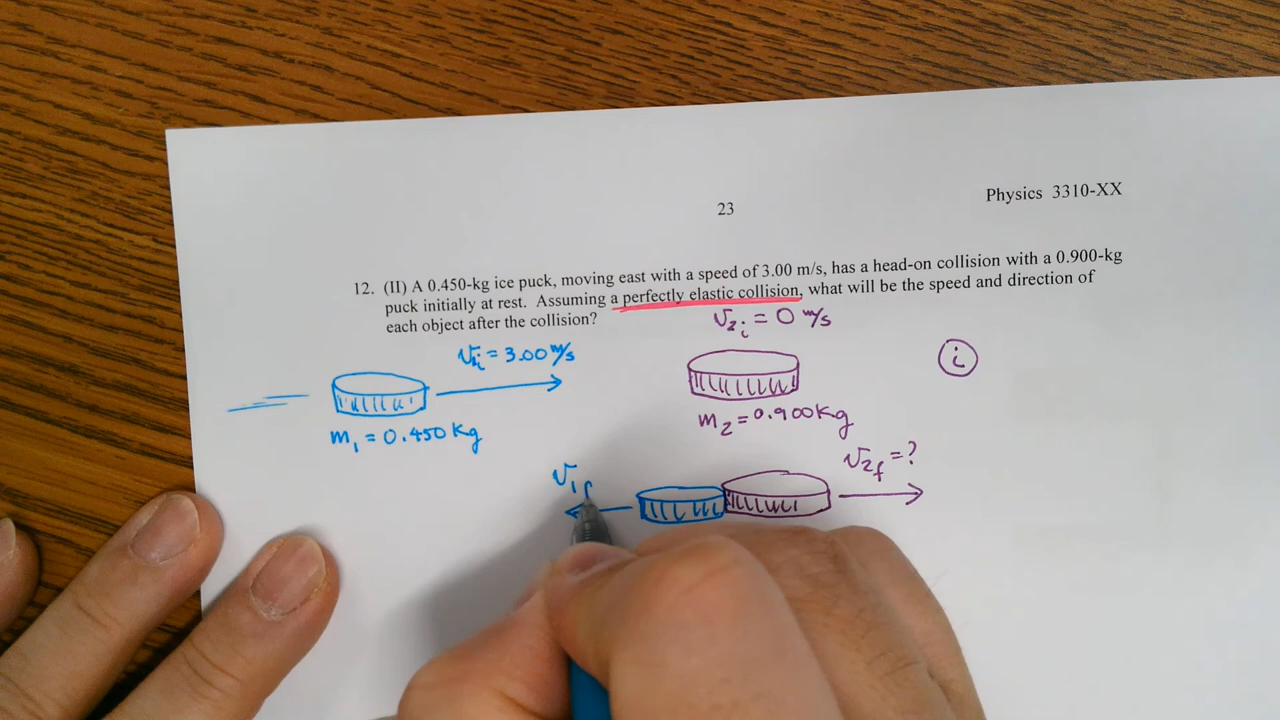 23
Physics 3310-XX
12. (II) A 0.450-kg ice puck, moving east with a speed of 3.00 m/s, has a head-on collision with a 0.900-kg
puck initially at rest. Assuming a perfectly elastic collision, what will be the speed and direction of
each object after the collision?
v₁ᵢ = 3.00 m/s
v₂ᵢ = 0 m/s
i
m₁ = 0.450 kg
m₂ = 0.900 kg
v₂f = ?
v₁f